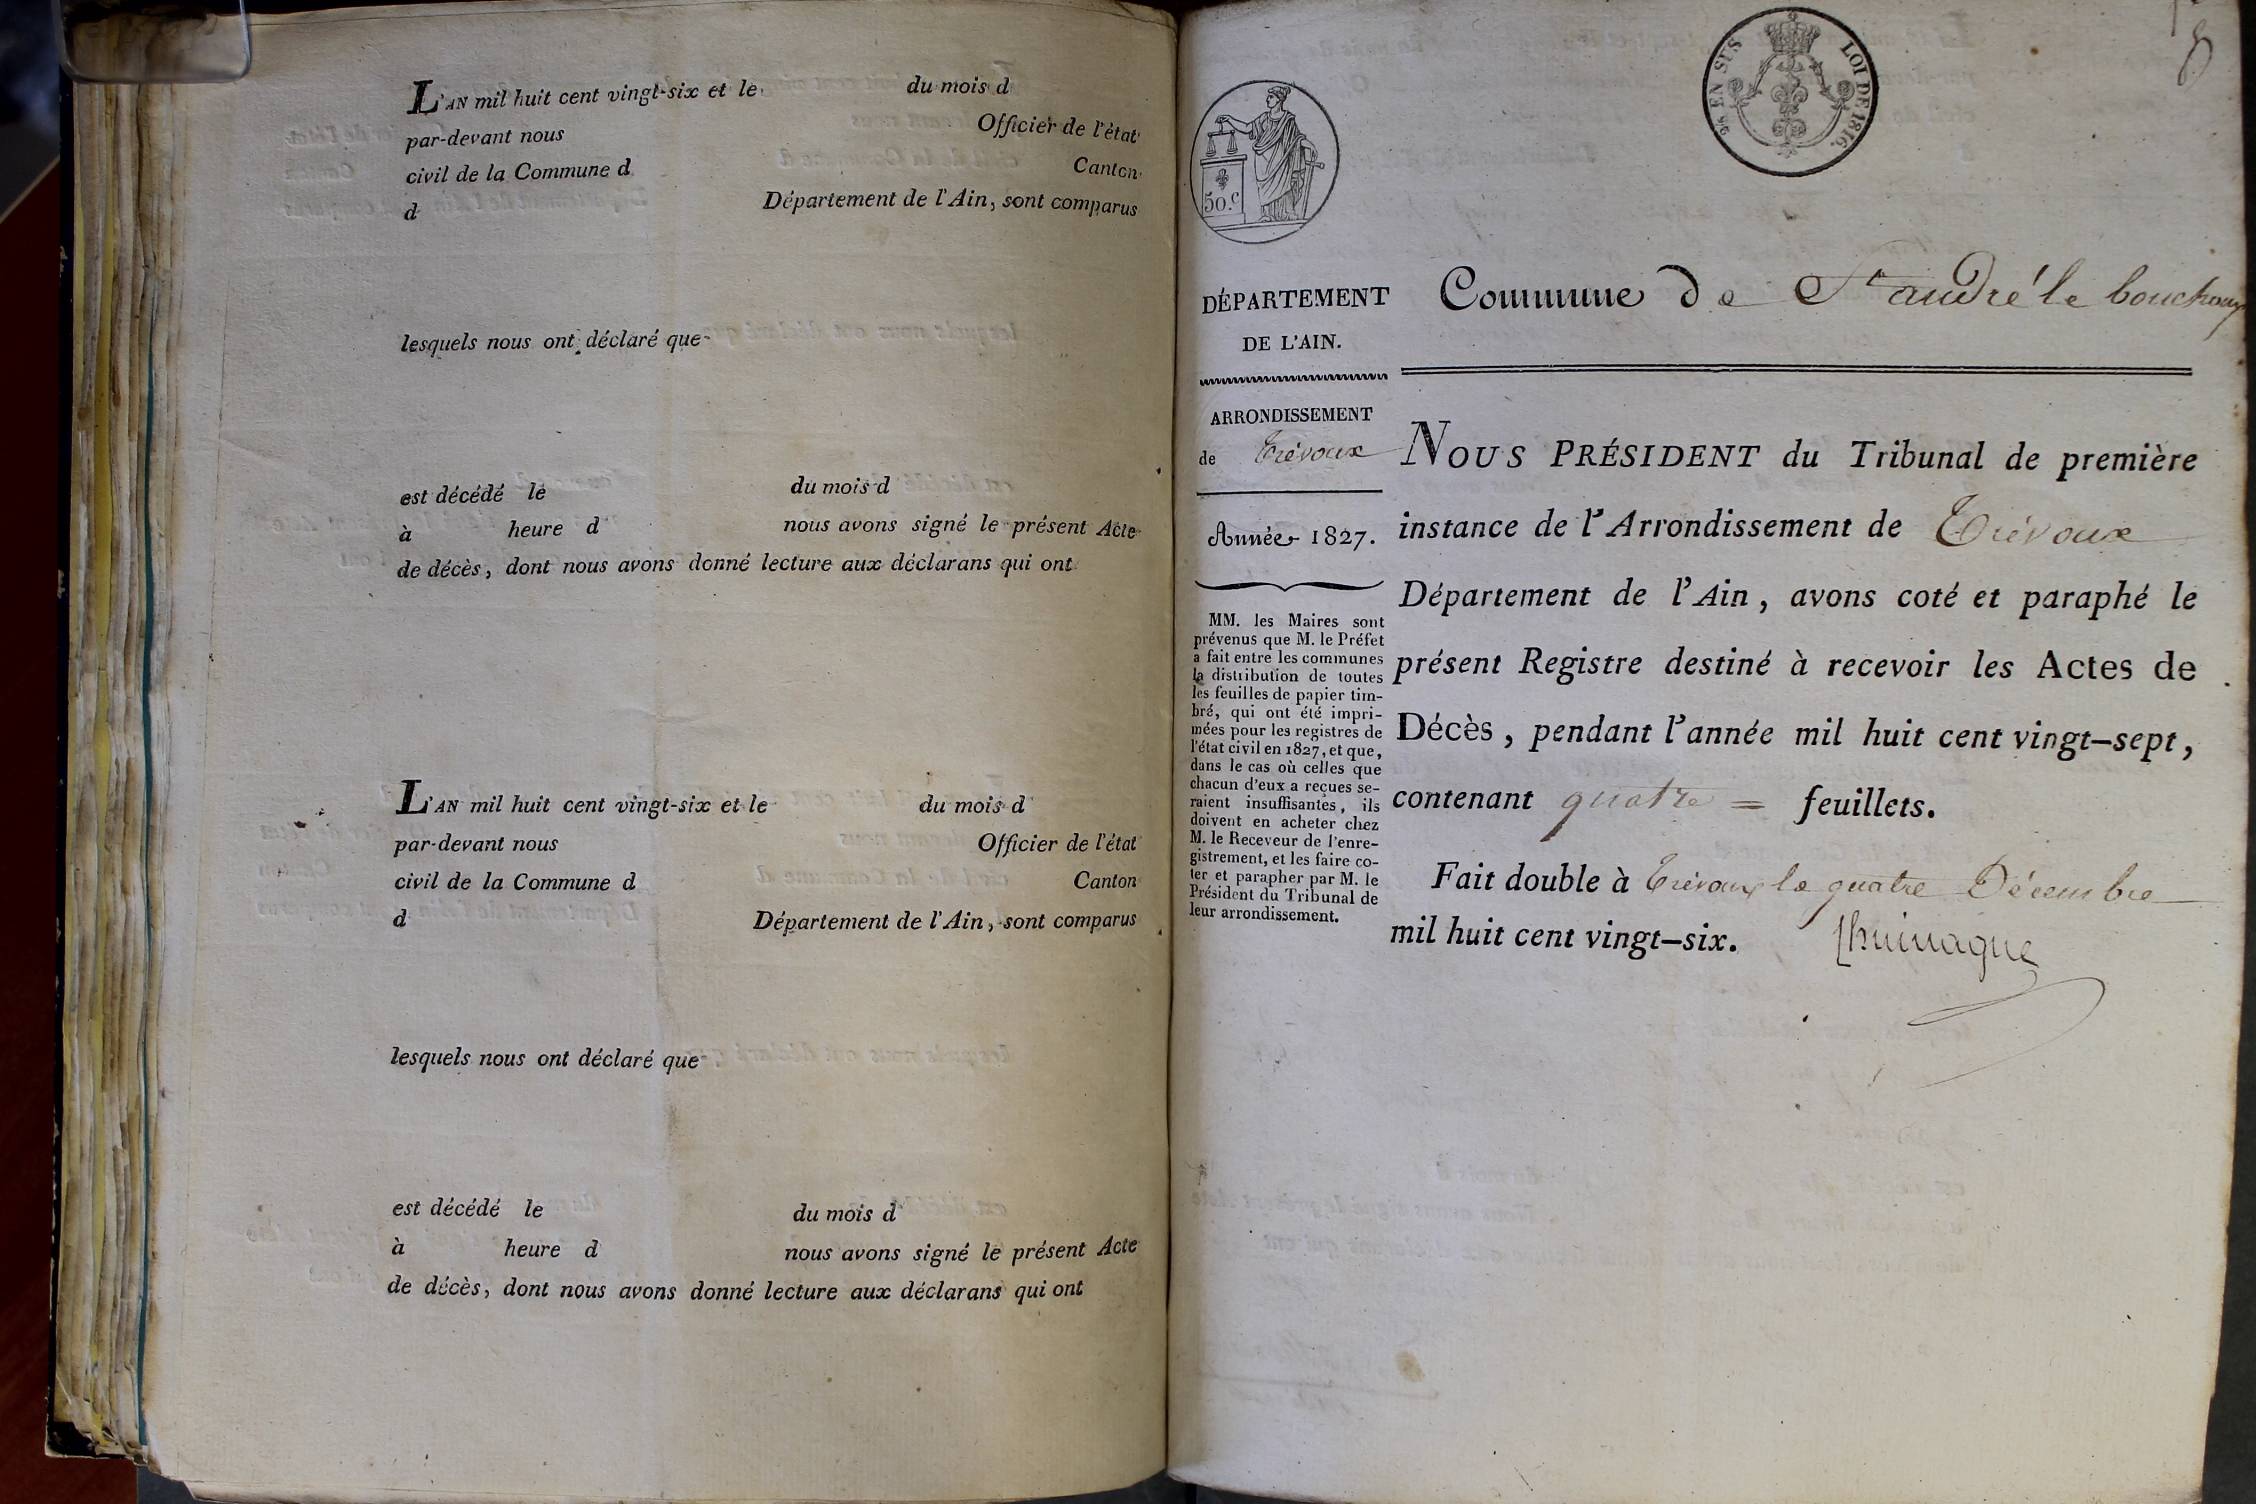 L'AN mil huit cent vingt-six et le du mois d
par-devant nous Officier de l'état
civil de la Commune d Canton
d Département de l'Ain, sont comparus
lesquels nous ont déclaré que
est décédé le du mois d
à heure d nous avons signé le présent Acte
de décès, dont nous avons donné lecture aux déclarans qui ont
L'AN mil huit cent vingt-six et le du mois d
par-devant nous Officier de l'état
civil de la Commune d Canton
d Département de l'Ain, sont comparus
lesquels nous ont déclaré que
est décédé le du mois d
à heure d nous avons signé le présent Acte
de décès, dont nous avons donné lecture aux déclarans qui ont
50.c
EN SUS LOI DE 1816.
DÉPARTEMENT
DE L'AIN.
Commune de St andré le bouchoux
ARRONDISSEMENT
de Trévoux
Année 1827.
MM. les Maires sont
prévenus que M. le Préfet
a fait entre les communes
la distribution de toutes
les feuilles de papier tim-
bré, qui ont été impri-
mées pour les registres de
l'état civil en 1827, et que,
dans le cas où celles que
chacun d'eux a reçues se-
raient insuffisantes, ils
doivent en acheter chez
M. le Receveur de l'enre-
gistrement, et les faire co-
ter et parapher par M. le
Président du Tribunal de
leur arrondissement.
NOUS PRÉSIDENT du Tribunal de première
instance de l'Arrondissement de Trévoux
Département de l'Ain, avons coté et paraphé le
présent Registre destiné à recevoir les Actes de
Décès, pendant l'année mil huit cent vingt-sept,
contenant quatre = feuillets.
Fait double à Trévoux le quatre Décembre
mil huit cent vingt-six.